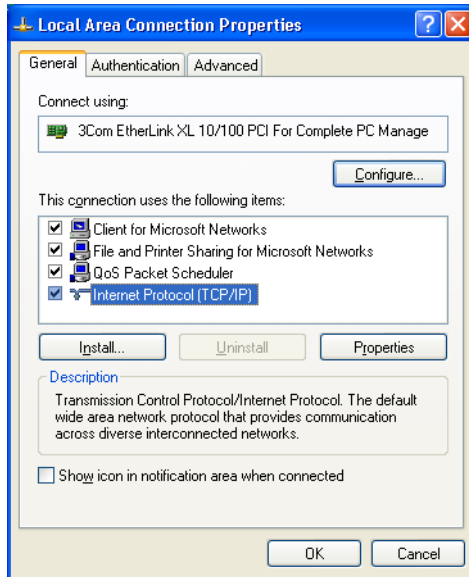 Local Area Connection Properties
General Authentication Advanced
Connect using:
3Com EtherLink XL 10/100 PCI For Complete PC Manage
Configure...
This connection uses the following items:
Client for Microsoft Networks
File and Printer Sharing for Microsoft Networks
QoS Packet Scheduler
Internet Protocol (TCP/IP)
Install... Uninstall Properties
Description
Transmission Control Protocol/Internet Protocol. The default
wide area network protocol that provides communication
across diverse interconnected networks.
Show icon in notification area when connected
OK Cancel